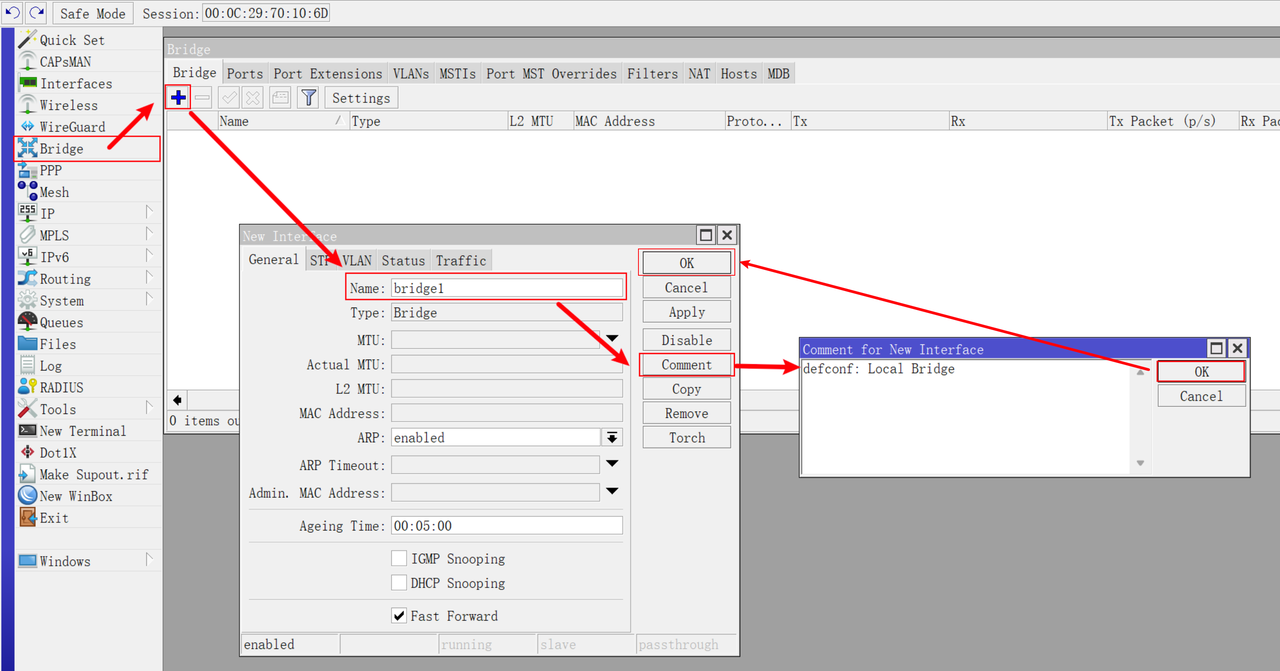 Safe Mode Session: 00:0C:29:70:10:6D
Quick Set
CAPsMAN
Interfaces
Wireless
WireGuard
Bridge
PPP
Mesh
255 IP
MPLS
v6 IPv6
Routing
System
Queues
Files
Log
RADIUS
Tools
New Terminal
Dot1X
Make Supout.rif
New WinBox
Exit
Windows
Bridge
Bridge Ports Port Extensions VLANs MSTIs Port MST Overrides Filters NAT Hosts MDB
Settings
Name / Type L2 MTU MAC Address Proto... Tx Rx Tx Packet (p/s) Rx Pac
0 items ou
New Interface
General STP VLAN Status Traffic
Name: bridge1
Type: Bridge
MTU:
Actual MTU:
L2 MTU:
MAC Address:
ARP: enabled
ARP Timeout:
Admin. MAC Address:
Ageing Time: 00:05:00
IGMP Snooping
DHCP Snooping
Fast Forward
enabled running slave passthrough
OK
Cancel
Apply
Disable
Comment
Copy
Remove
Torch
Comment for New Interface
defconf: Local Bridge
OK
Cancel